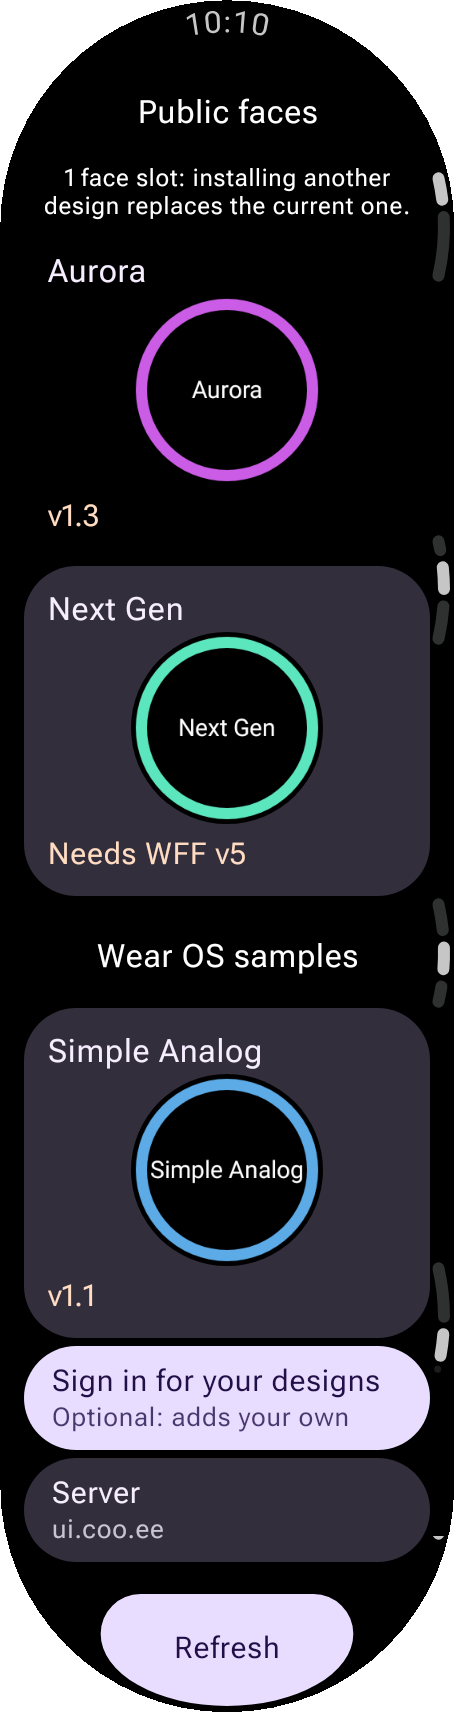 10:10
Public faces
1 face slot: installing another
design replaces the current one.
Aurora
Aurora
v1.3
Next Gen
Next Gen
Needs WFF v5
Wear OS samples
Simple Analog
Simple Analog
v1.1
Sign in for your designs
Optional: adds your own
Server
ui.coo.ee
Refresh